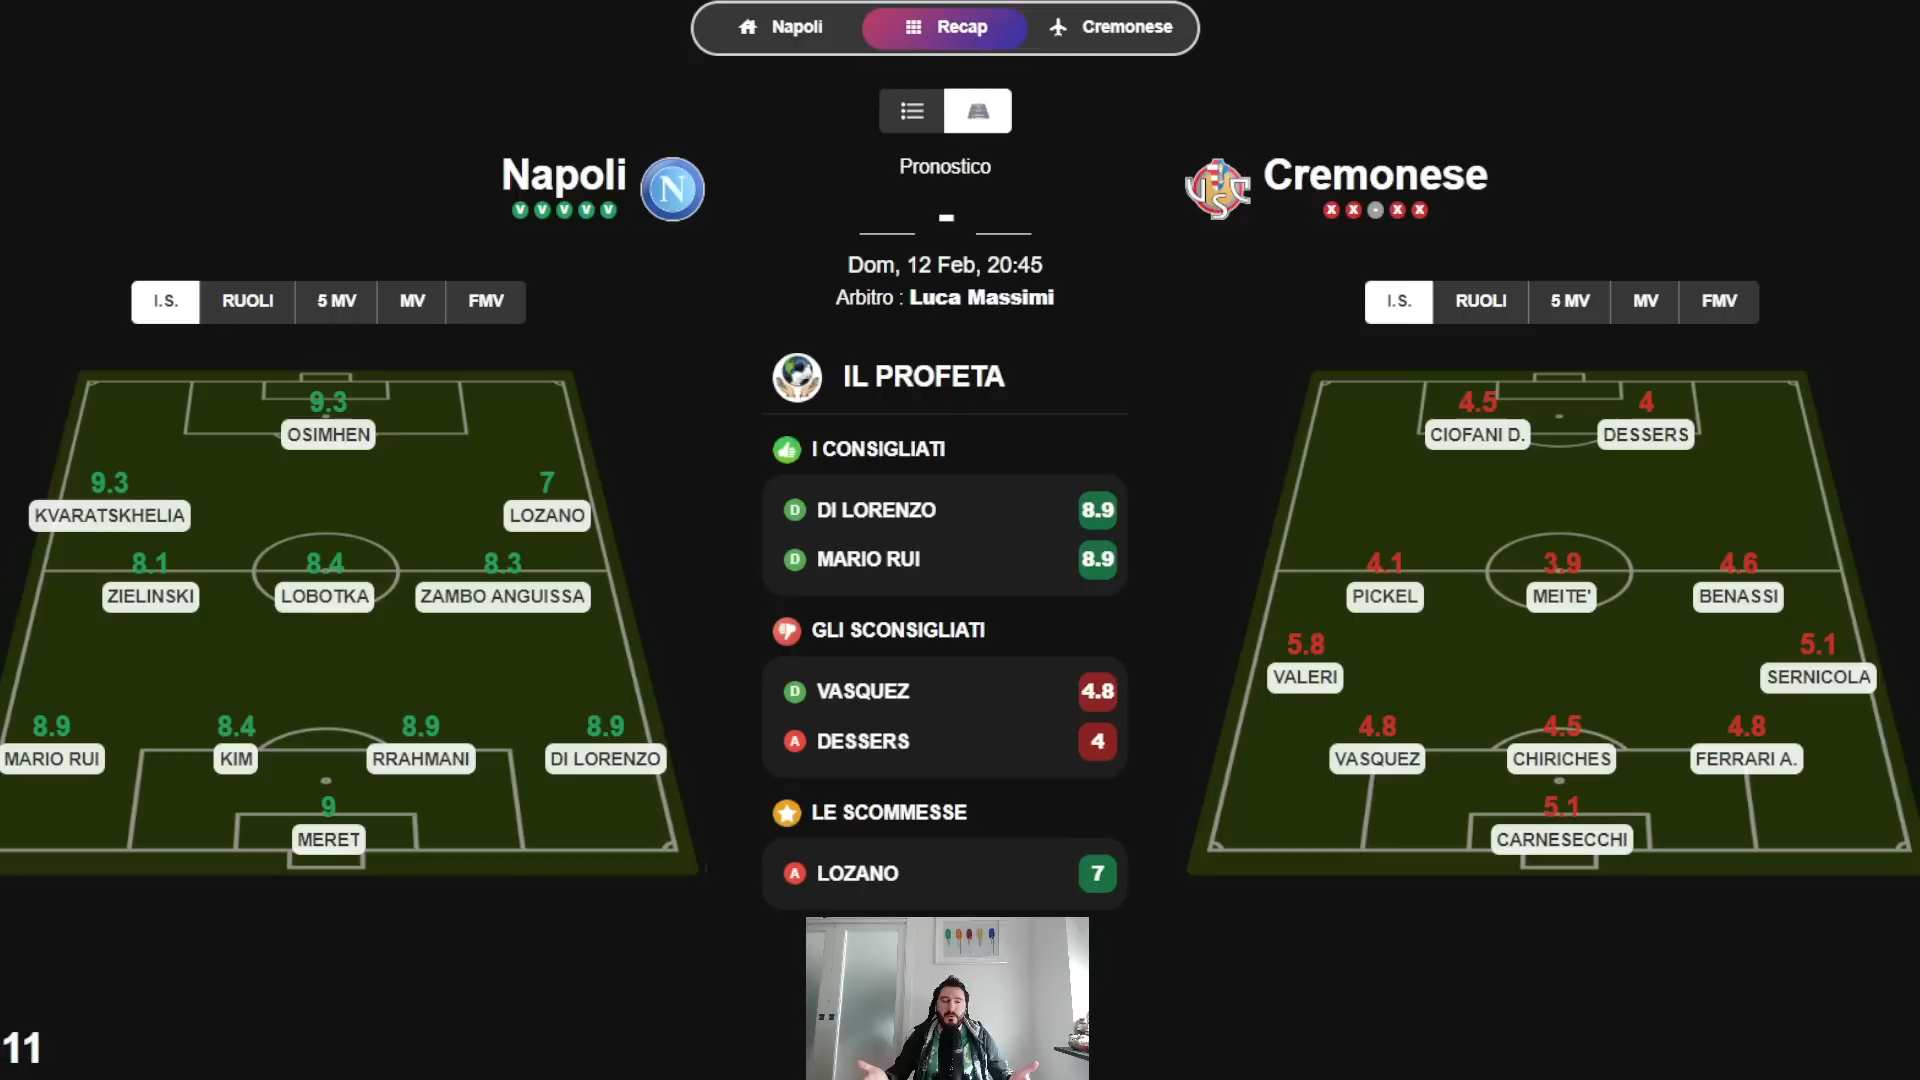 Napoli
Recap
Cremonese
Pronostico
Napoli
N
V V V V V
-
USC
Cremonese
X X - X X
Dom, 12 Feb, 20:45
Arbitro : Luca Massimi
I.S. RUOLI 5 MV MV FMV
I.S. RUOLI 5 MV MV FMV
9.3
OSIMHEN
9.3
KVARATSKHELIA
7
LOZANO
8.1
ZIELINSKI
8.4
LOBOTKA
8.3
ZAMBO ANGUISSA
8.9
MARIO RUI
8.4
KIM
8.9
RRAHMANI
8.9
DI LORENZO
9
MERET
IL PROFETA
I CONSIGLIATI
D DI LORENZO 8.9
D MARIO RUI 8.9
GLI SCONSIGLIATI
D VASQUEZ 4.8
A DESSERS 4
LE SCOMMESSE
A LOZANO 7
4.5
CIOFANI D.
4
DESSERS
4.1
PICKEL
3.9
MEITE'
4.6
BENASSI
5.8
VALERI
5.1
SERNICOLA
4.8
VASQUEZ
4.5
CHIRICHES
4.8
FERRARI A.
5.1
CARNESECCHI
11